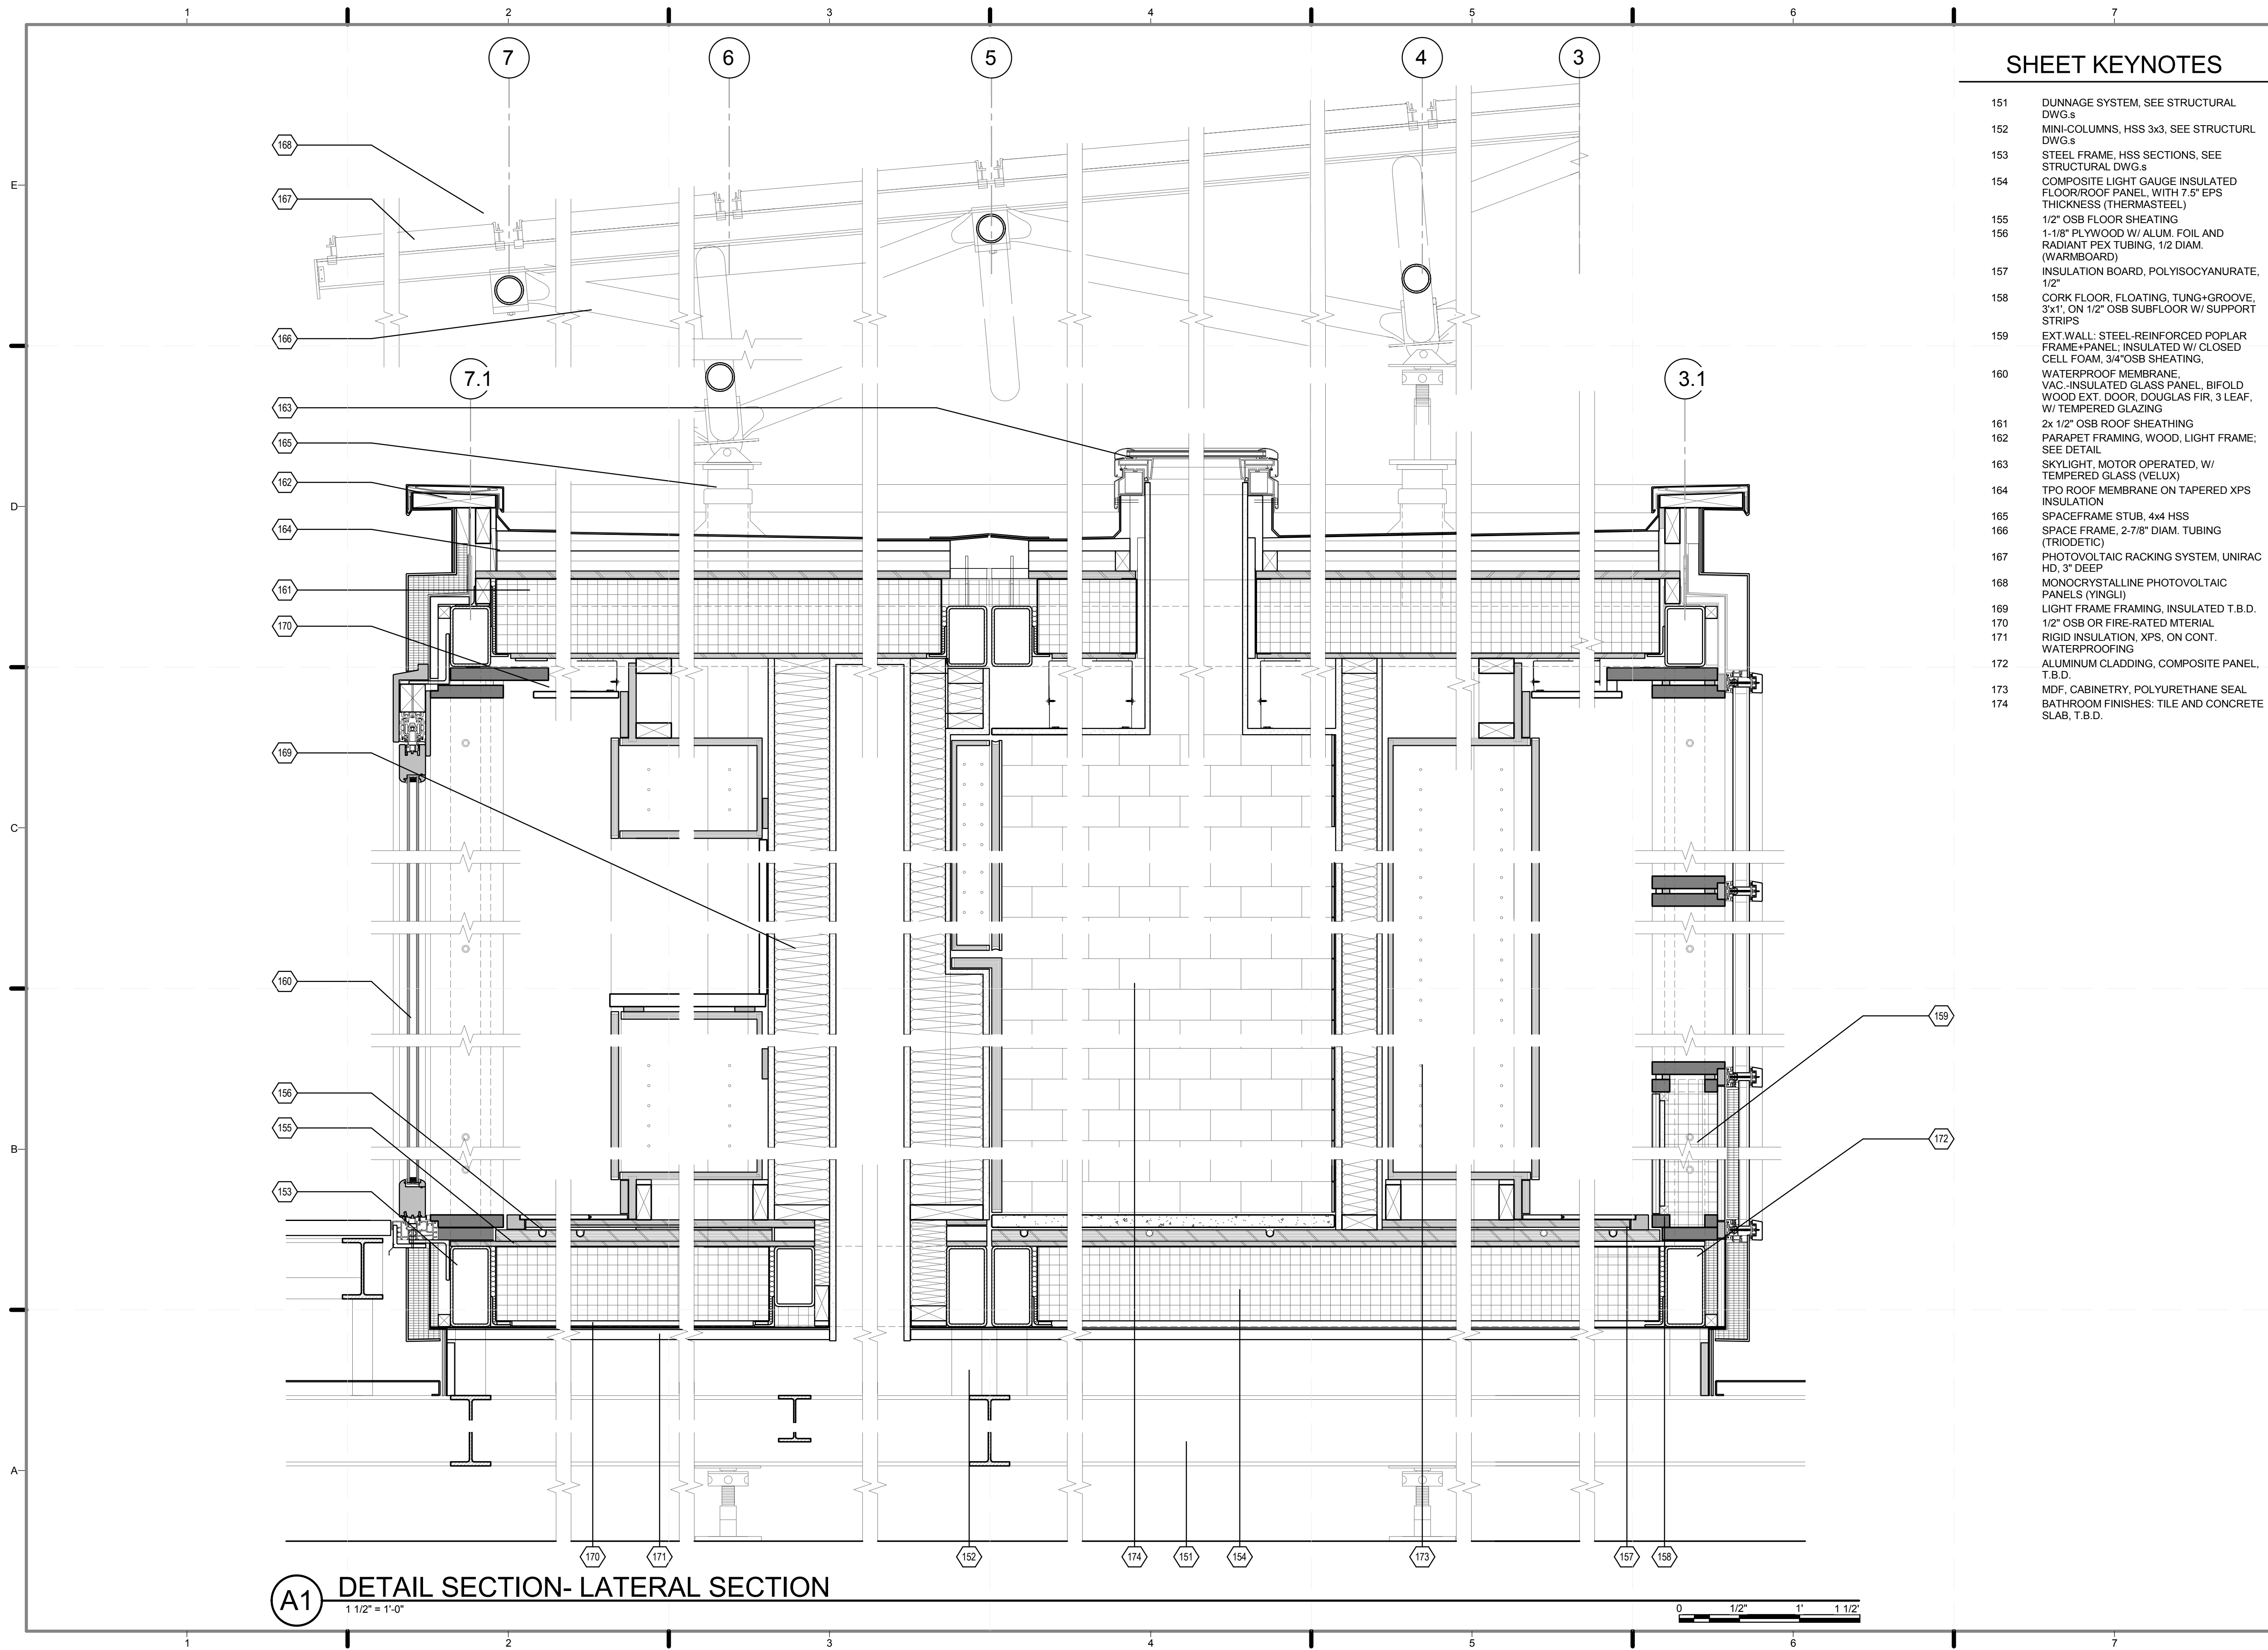 1 2 3 4 5 6 7
7 6 5 4 3
SHEET KEYNOTES
151 DUNNAGE SYSTEM, SEE STRUCTURAL
DWG.s
152 MINI-COLUMNS, HSS 3x3, SEE STRUCTURL
DWG.s
153 STEEL FRAME, HSS SECTIONS, SEE
STRUCTURAL DWG.s
154 COMPOSITE LIGHT GAUGE INSULATED
FLOOR/ROOF PANEL, WITH 7.5" EPS
THICKNESS (THERMASTEEL)
155 1/2" OSB FLOOR SHEATING
156 1-1/8" PLYWOOD W/ ALUM. FOIL AND
RADIANT PEX TUBING, 1/2 DIAM.
(WARMBOARD)
157 INSULATION BOARD, POLYISOCYANURATE,
1/2"
158 CORK FLOOR, FLOATING, TUNG+GROOVE,
3'x1', ON 1/2" OSB SUBFLOOR W/ SUPPORT
STRIPS
159 EXT.WALL: STEEL-REINFORCED POPLAR
FRAME+PANEL; INSULATED W/ CLOSED
CELL FOAM, 3/4"OSB SHEATING,
160 WATERPROOF MEMBRANE,
VAC.-INSULATED GLASS PANEL, BIFOLD
WOOD EXT. DOOR, DOUGLAS FIR, 3 LEAF,
W/ TEMPERED GLAZING
161 2x 1/2" OSB ROOF SHEATHING
162 PARAPET FRAMING, WOOD, LIGHT FRAME;
SEE DETAIL
163 SKYLIGHT, MOTOR OPERATED, W/
TEMPERED GLASS (VELUX)
164 TPO ROOF MEMBRANE ON TAPERED XPS
INSULATION
165 SPACEFRAME STUB, 4x4 HSS
166 SPACE FRAME, 2-7/8" DIAM. TUBING
(TRIODETIC)
167 PHOTOVOLTAIC RACKING SYSTEM, UNIRAC
HD, 3" DEEP
168 MONOCRYSTALLINE PHOTOVOLTAIC
PANELS (YINGLI)
169 LIGHT FRAME FRAMING, INSULATED T.B.D.
170 1/2" OSB OR FIRE-RATED MTERIAL
171 RIGID INSULATION, XPS, ON CONT.
WATERPROOFING
172 ALUMINUM CLADDING, COMPOSITE PANEL,
T.B.D.
173 MDF, CABINETRY, POLYURETHANE SEAL
174 BATHROOM FINISHES: TILE AND CONCRETE
SLAB, T.B.D.
168
E
167
166
7.1 3.1
163
165
162
D
164
161
170
169
C
160
159
156
155
B
172
153
A
170 171 152 174 151 154 173 157 158
A1 DETAIL SECTION- LATERAL SECTION
1 1/2" = 1'-0"
0 1/2" 1' 1 1/2'
1 2 3 4 5 6 7